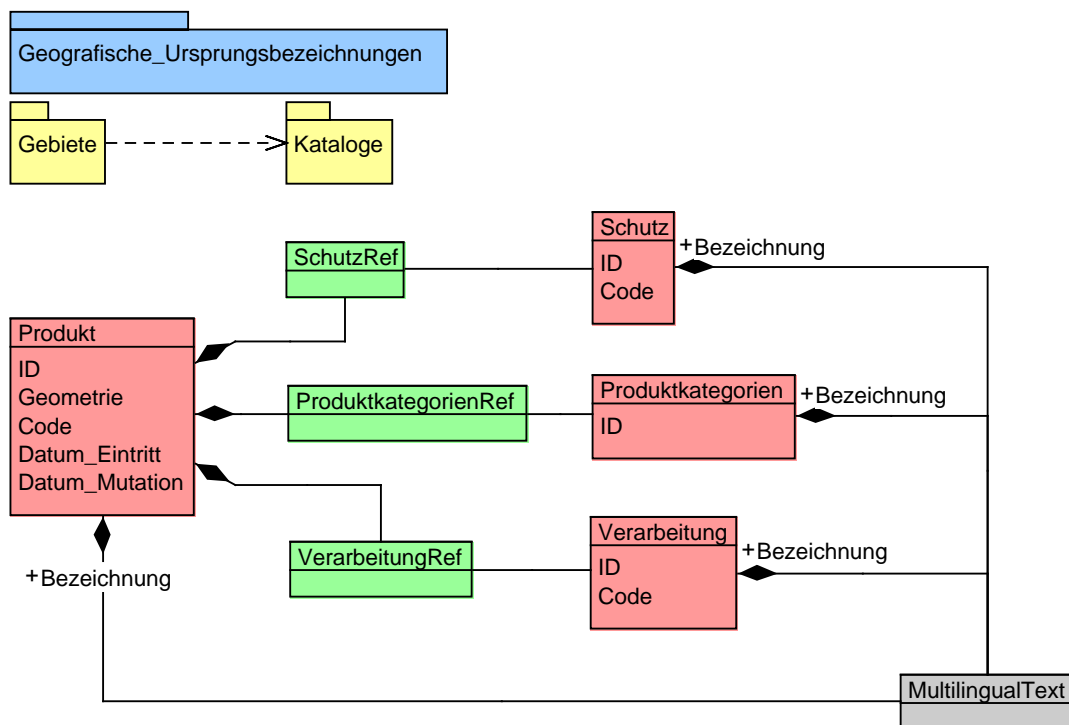 Geografische_Ursprungsbezeichnungen
Gebiete
Kataloge
Schutz
ID
Code
+Bezeichnung
SchutzRef
Produkt
ID
Geometrie
Code
Datum_Eintritt
Datum_Mutation
+Bezeichnung
ProduktkategorienRef
Produktkategorien
ID
+Bezeichnung
VerarbeitungRef
Verarbeitung
ID
Code
+Bezeichnung
MultilingualText